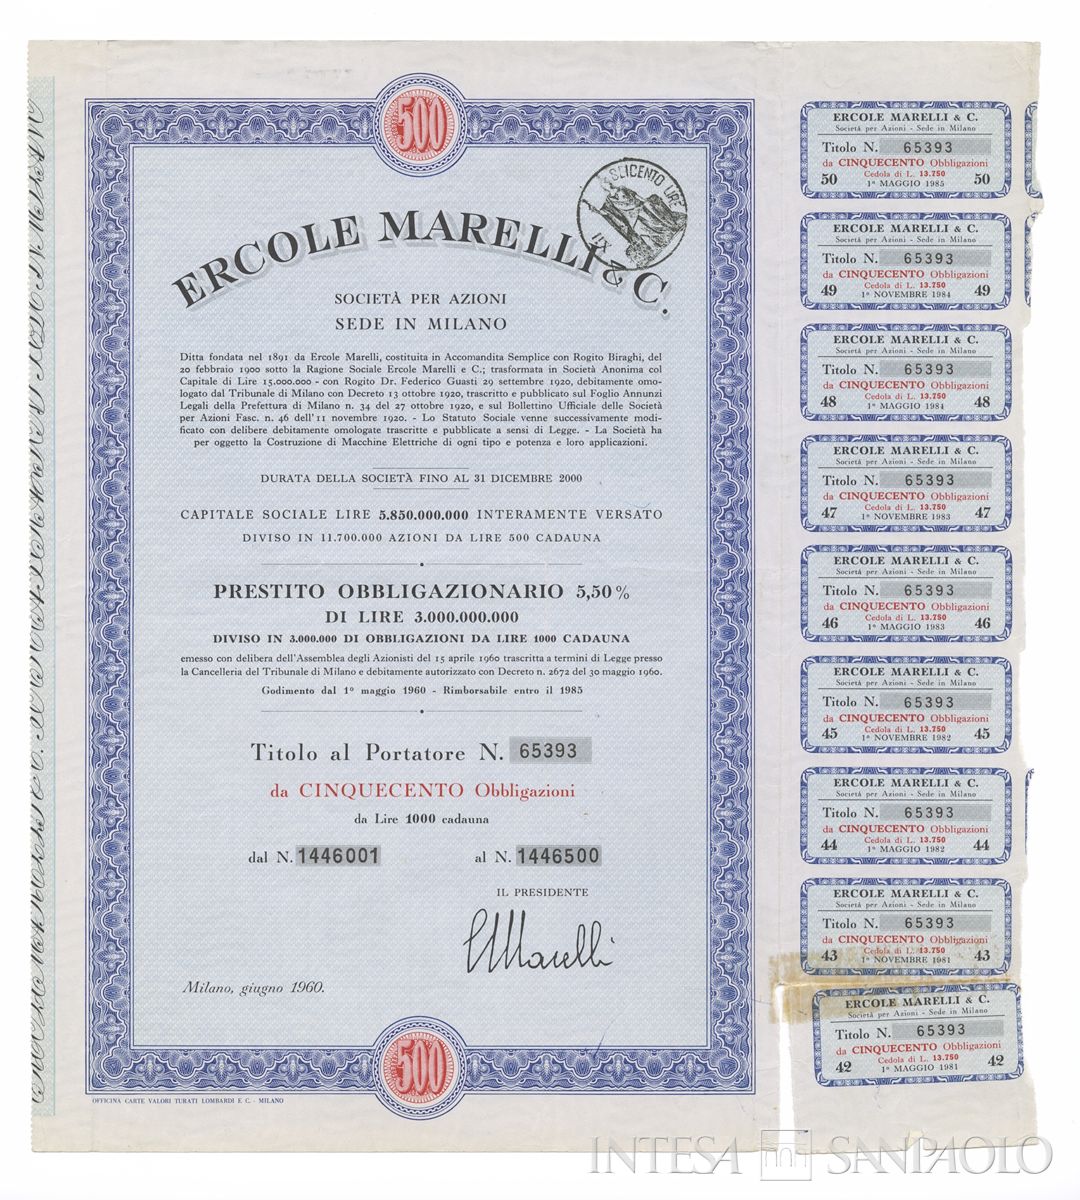 500
SEICENTO LIRE
ERCOLE MARELLI & C.
SOCIETÀ PER AZIONI
SEDE IN MILANO
Ditta fondata nel 1891 da Ercole Marelli, costituita in Accomandita Semplice con Rogito Biraghi, del
20 febbraio 1900 sotto la Ragione Sociale Ercole Marelli e C.; trasformata in Società Anonima col
Capitale di Lire 15.000.000 - con Rogito Dr. Federico Guasti 29 settembre 1920, debitamente omo-
logato dal Tribunale di Milano con Decreto 13 ottobre 1920, trascritto e pubblicato sul Foglio Annunzi
Legali della Prefettura di Milano n. 34 del 27 ottobre 1920, e sul Bollettino Ufficiale delle Società
per Azioni Fasc. n. 46 dell'11 novembre 1920. - Lo Statuto Sociale venne successivamente modi-
ficato con delibere debitamente omologate trascritte e pubblicate a sensi di Legge. - La Società ha
per oggetto la Costruzione di Macchine Elettriche di ogni tipo e potenza e loro applicazioni.
DURATA DELLA SOCIETÀ FINO AL 31 DICEMBRE 2000
CAPITALE SOCIALE LIRE 5.850.000.000 INTERAMENTE VERSATO
DIVISO IN 11.700.000 AZIONI DA LIRE 500 CADAUNA
PRESTITO OBBLIGAZIONARIO 5,50%
DI LIRE 3.000.000.000
DIVISO IN 3.000.000 DI OBBLIGAZIONI DA LIRE 1000 CADAUNA
emesso con delibera dell'Assemblea degli Azionisti del 15 aprile 1960 trascritta a termini di Legge presso
la Cancelleria del Tribunale di Milano e debitamente autorizzato con Decreto n. 2672 del 30 maggio 1960.
Godimento dal 1º maggio 1960 - Rimborsabile entro il 1985
Titolo al Portatore N. 65393
da CINQUECENTO Obbligazioni
da Lire 1000 cadauna
dal N. 1446001 al N. 1446500
IL PRESIDENTE
Milano, giugno 1960.
500
OFFICINA CARTE VALORI TURATI LOMBARDI E C. - MILANO
ERCOLE MARELLI & C.
Società per Azioni - Sede in Milano
Titolo N. 65393
da CINQUECENTO Obbligazioni
Cedola di L. 13.750
50 1º MAGGIO 1985 50
ERCOLE MARELLI & C.
Società per Azioni - Sede in Milano
Titolo N. 65393
da CINQUECENTO Obbligazioni
Cedola di L. 13.750
49 1º NOVEMBRE 1984 49
ERCOLE MARELLI & C.
Società per Azioni - Sede in Milano
Titolo N. 65393
da CINQUECENTO Obbligazioni
Cedola di L. 13.750
48 1º MAGGIO 1984 48
ERCOLE MARELLI & C.
Società per Azioni - Sede in Milano
Titolo N. 65393
da CINQUECENTO Obbligazioni
Cedola di L. 13.750
47 1º NOVEMBRE 1983 47
ERCOLE MARELLI & C.
Società per Azioni - Sede in Milano
Titolo N. 65393
da CINQUECENTO Obbligazioni
Cedola di L. 13.750
46 1º MAGGIO 1983 46
ERCOLE MARELLI & C.
Società per Azioni - Sede in Milano
Titolo N. 65393
da CINQUECENTO Obbligazioni
Cedola di L. 13.750
45 1º NOVEMBRE 1982 45
ERCOLE MARELLI & C.
Società per Azioni - Sede in Milano
Titolo N. 65393
da CINQUECENTO Obbligazioni
Cedola di L. 13.750
44 1º MAGGIO 1982 44
ERCOLE MARELLI & C.
Società per Azioni - Sede in Milano
Titolo N. 65393
da CINQUECENTO Obbligazioni
Cedola di L. 13.750
43 1º NOVEMBRE 1981 43
ERCOLE MARELLI & C.
Società per Azioni - Sede in Milano
Titolo N. 65393
da CINQUECENTO Obbligazioni
Cedola di L. 13.750
42 1º MAGGIO 1981 42
INTESA SANPAOLO